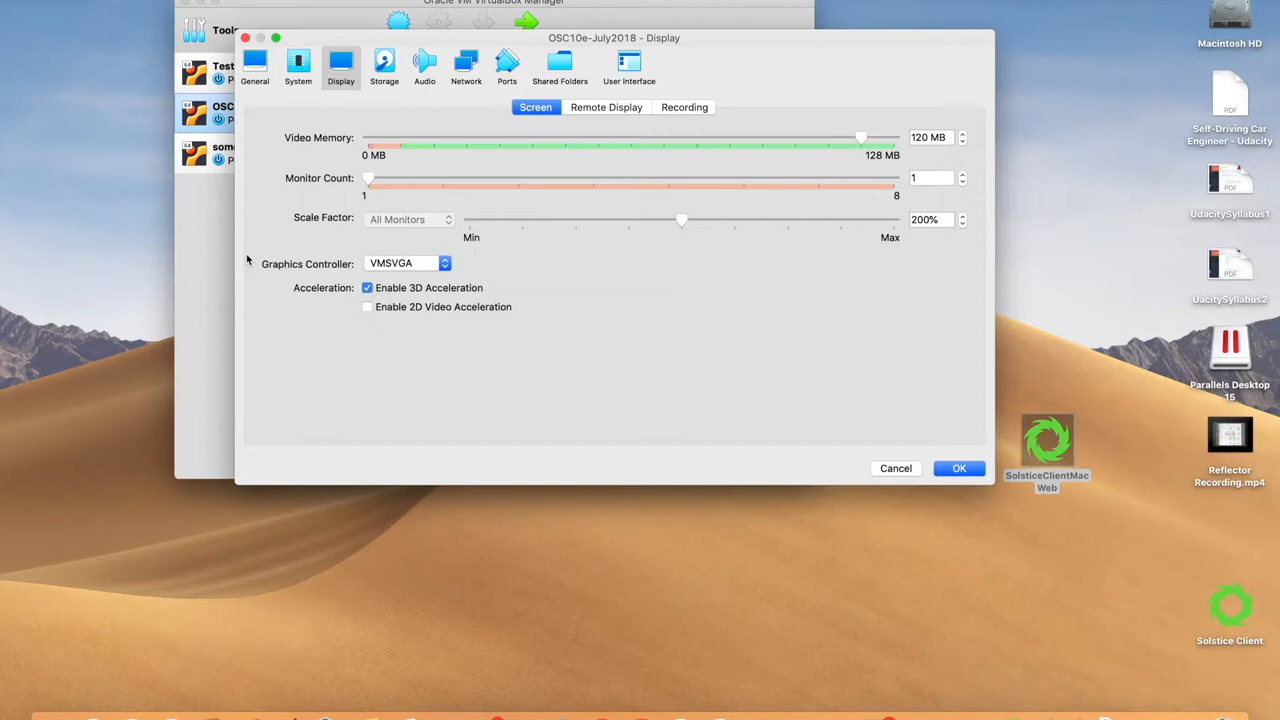 Oracle VM VirtualBox Manager
Macintosh HD
Tools
OSC10e-July2018 - Display
Test
OSC
som
General
System
Display
Storage
Audio
Network
Ports
Shared Folders
User Interface
Screen
Remote Display
Recording
Video Memory:
120 MB
0 MB
128 MB
Monitor Count:
1
1
8
Scale Factor:
All Monitors
200%
Min
Max
Graphics Controller:
VMSVGA
Acceleration:
Enable 3D Acceleration
Enable 2D Video Acceleration
Cancel
OK
PDF
Self-Driving Car
Engineer - Udacity
PDF
UdacitySyllabus1
PDF
UacitySyllabus2
Parallels Desktop
15
Reflector
Recording.mp4
SolsticeClientMac
Web
Solstice Client